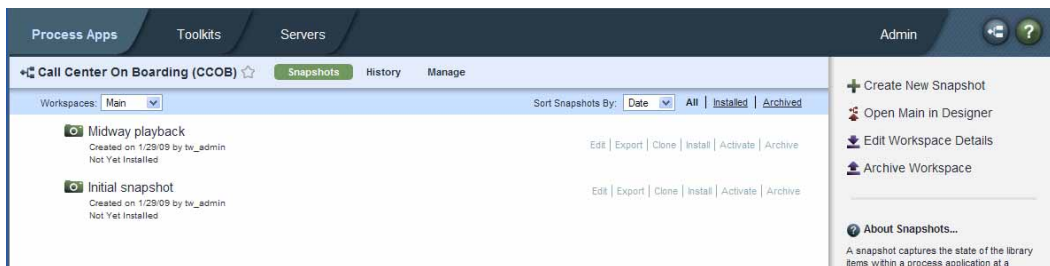 Process Apps Toolkits Servers Admin ?
Call Center On Boarding (CCOB) Snapshots History Manage
Workspaces: Main Sort Snapshots By: Date All | Installed | Archived
Midway playback
Created on 1/29/09 by tw_admin
Not Yet Installed
Edit | Export | Clone | Install | Activate | Archive
Initial snapshot
Created on 1/29/09 by tw_admin
Not Yet Installed
Edit | Export | Clone | Install | Activate | Archive
Create New Snapshot
Open Main in Designer
Edit Workspace Details
Archive Workspace
? About Snapshots...
A snapshot captures the state of the library
items within a process application at a